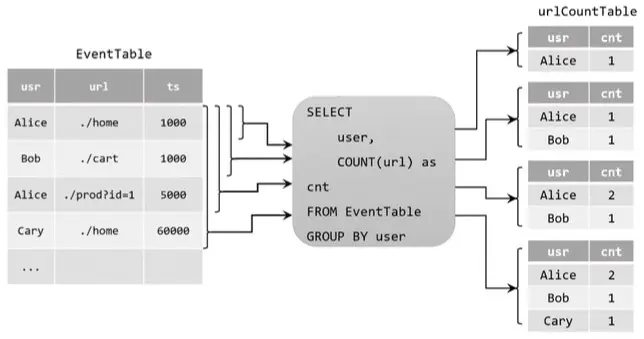 urlCountTable
EventTable
usr url ts
Alice ./home 1000
Bob ./cart 1000
Alice ./prod?id=1 5000
Cary ./home 60000
...
SELECT
user,
COUNT(url) as
cnt
FROM EventTable
GROUP BY user
usr cnt
Alice 1
usr cnt
Alice 1
Bob 1
usr cnt
Alice 2
Bob 1
usr cnt
Alice 2
Bob 1
Cary 1